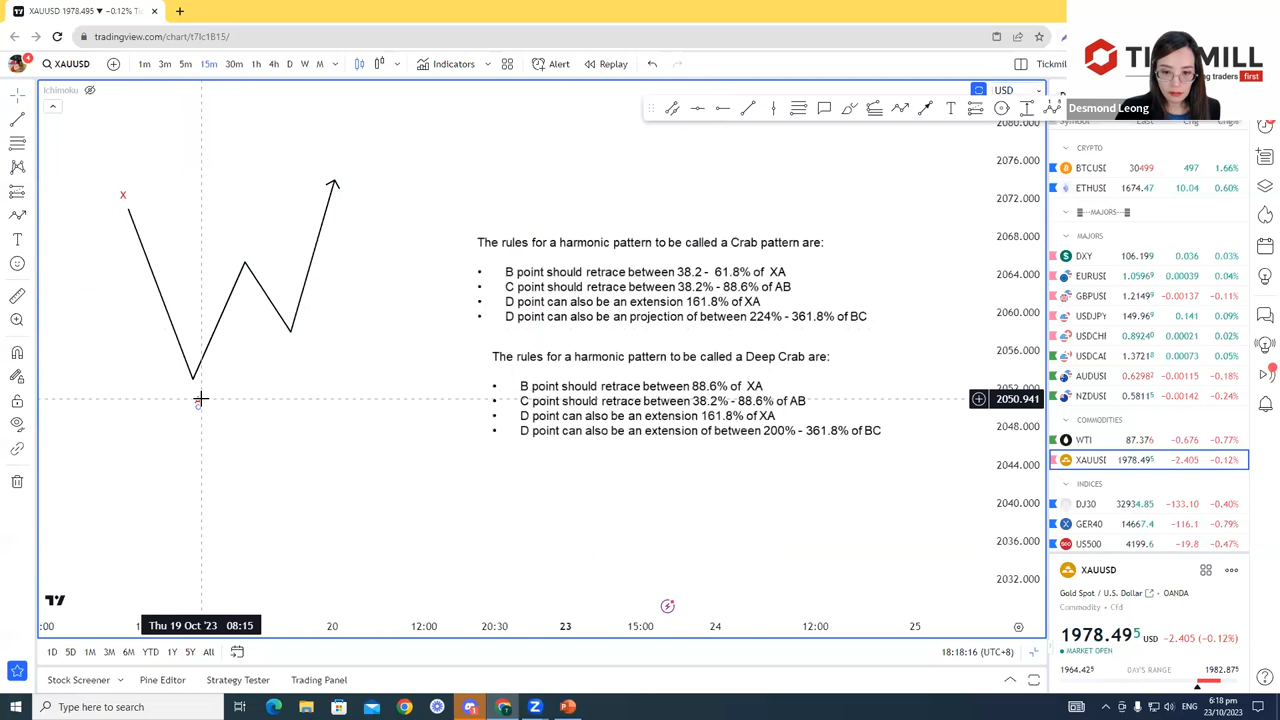 XAUUSD 1978.495 ▼ −0.12% Tin
tradingview.com/chart/t7Ic1B15/
TICKMILL
first
Desmond Leong
4
XAUUSD
1m 3m 5m 15m 30m 1h 4h D W M
Indicators
Alert
Replay
Tickmill
Ichimoku
USD
2080.000
2076.000
2072.000
2068.000
2064.000
2060.000
2056.000
2052.000
2050.941
2048.000
2044.000
2040.000
2036.000
2032.000
X
The rules for a harmonic pattern to be called a Crab pattern are:
• B point should retrace between 38.2 - 61.8% of XA
• C point should retrace between 38.2% - 88.6% of AB
• D point can also be an extension 161.8% of XA
• D point can also be an projection of between 224% - 361.8% of BC
The rules for a harmonic pattern to be called a Deep Crab are:
• B point should retrace between 88.6% of XA
• C point should retrace between 38.2% - 88.6% of AB
• D point can also be an extension 161.8% of XA
• D point can also be an extension of between 200% - 361.8% of BC
Thu 19 Oct '23 08:15
:00 20 12:00 20:30 23 15:00 24 12:00 25
1D 5D 1M 3M 6M YTD 1Y 5Y All
18:18:16 (UTC+8)
Stock Screener Pine Editor Strategy Tester Trading Panel
Symbol Last Chg Chg%
CRYPTO
BTCUSD 30499 497 1.66%
ETHUSD 1674.47 10.04 0.60%
MAJORS
MAJORS
DXY 106.199 0.036 0.03%
EURUSD 1.05969 0.00039 0.04%
GBPUSD 1.21499 −0.00137 −0.11%
USDJPY 149.969 0.141 0.09%
USDCHF 0.89240 0.00021 0.02%
USDCAD 1.37218 0.00073 0.05%
AUDUSD 0.62982 −0.00115 −0.18%
NZDUSD 0.58115 −0.00142 −0.24%
COMMODITIES
WTI 87.376 −0.676 −0.77%
XAUUSD 1978.495 −2.405 −0.12%
INDICES
DJ30 32934.85 −133.10 −0.40%
GER40 14667.4 −116.1 −0.79%
US500 4199.6 −19.8 −0.47%
XAUUSD
Gold Spot / U.S. Dollar • OANDA
Commodity • Cfd
1978.495 USD −2.405 (−0.12%)
MARKET OPEN
1964.425 DAY'S RANGE 1982.875
Type here to search
6:18 pm
23/10/2023